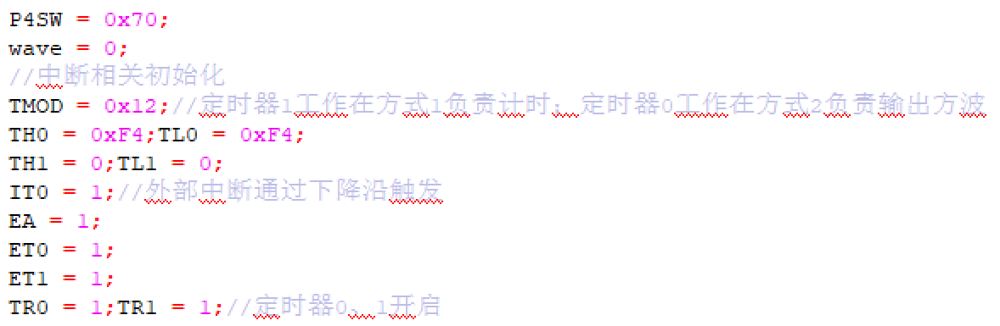 P4SW = 0x70;
wave = 0;
//中断相关初始化
TMOD = 0x12;//定时器1工作在方式1负责计时；定时器0工作在方式2负责输出方波
TH0 = 0xF4;TL0 = 0xF4;
TH1 = 0;TL1 = 0;
IT0 = 1;//外部中断通过下降沿触发
EA = 1;
ET0 = 1;
ET1 = 1;
TR0 = 1;TR1 = 1;//定时器0、1开启